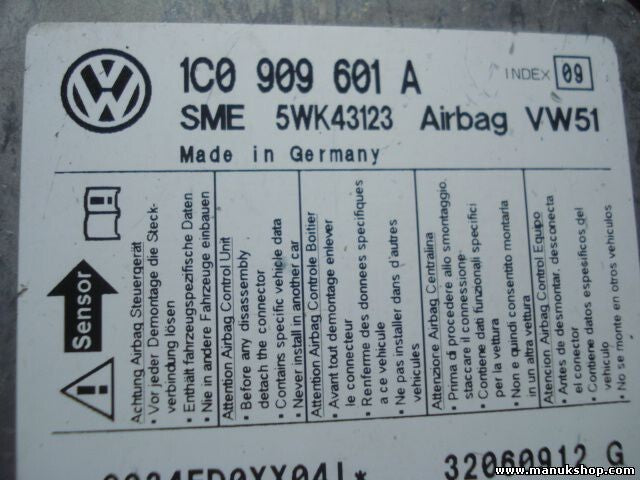 1C0 909 601 A INDEX 09
SME 5WK43123 Airbag VW51
Made in Germany
Sensor
Achtung Airbag Steuergerät
• Vor jeder Demontage die Steck-
verbindung lösen
• Enthält fahrzeugspezifische Daten
• Nie in andere Fahrzeuge einbauen
Attention Airbag Control Unit
• Before any disassembly
detach the connector
• Contains specific vehicle data
• Never install in another car
Attention Airbag Controle Boitier
• Avant tout demontage enlever
le connecteur
• Renferme des donnees specifiques
a ce véhicule
• Ne pas installer dans d'autres
véhicules
Attenzione Airbag Centralina
• Prima di procedere allo smontaggio,
staccare il connessione-
• Contiene dati funzionali specifici
per la vettura
• Non e quindi consentito montaria
in un altra vettura
Atencion Airbag Control Equipo
• Antes de desmontar, desconecta
el conector
• Contiene datos espesificos del
vehiculo
• No se monte en otros vehiculos
32060912 G
www.manukshop.com